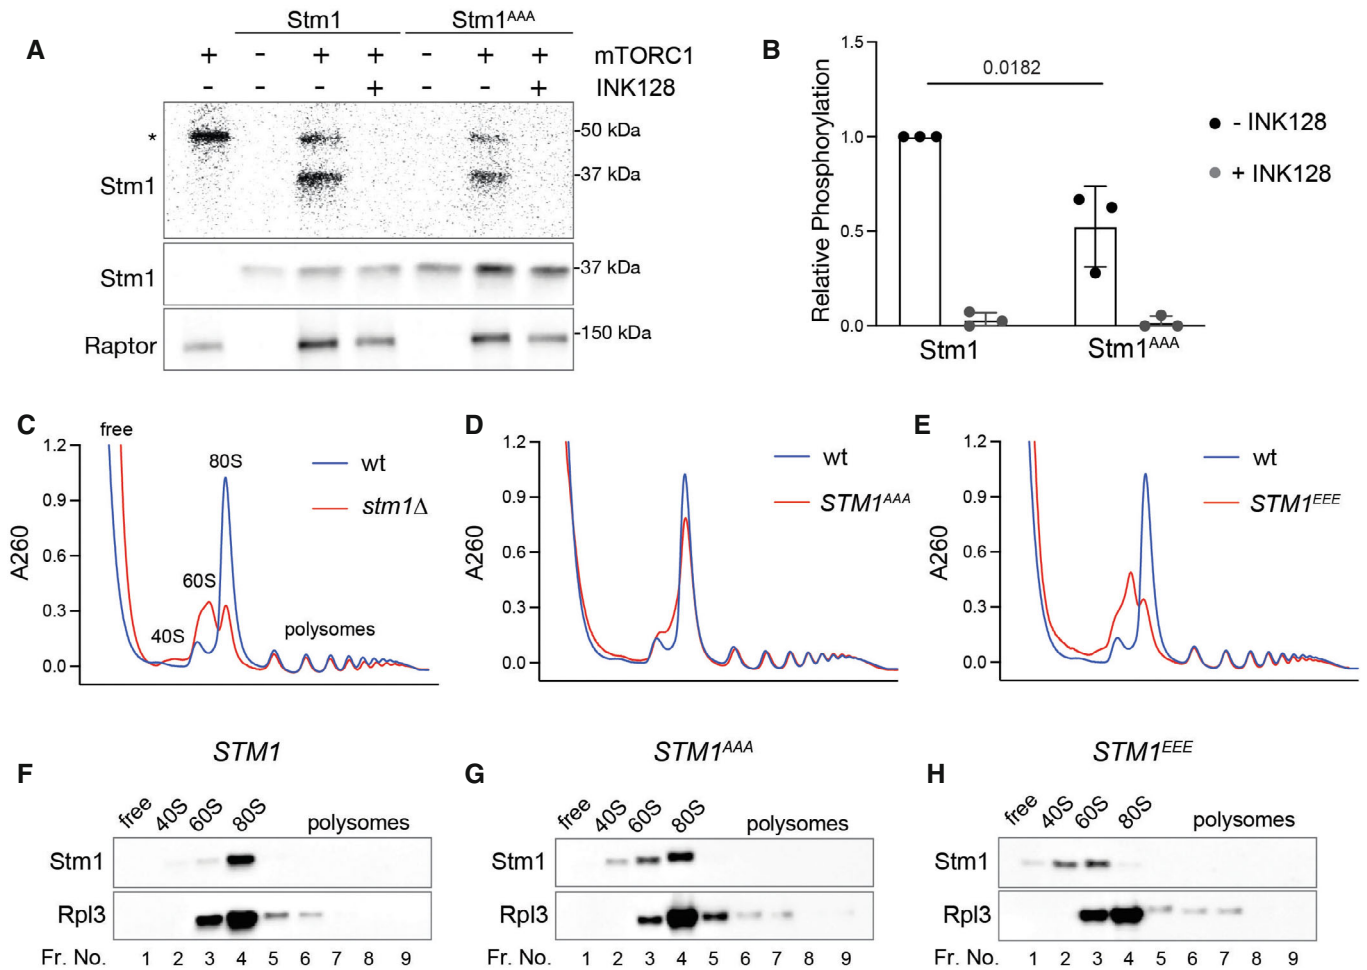 A
Stm1 Stm1AAA
+ - + + - + + mTORC1
- - - + - - + INK128
*
-50 kDa
Stm1
-37 kDa
Stm1
-37 kDa
Raptor
-150 kDa
B
Relative Phosphorylation
1.5
1.0
0.5
0.0
0.0182
- INK128
+ INK128
Stm1 Stm1AAA
C
free
A260
1.2
0.9
0.6
0.3
0.0
40S
60S
80S
polysomes
wt
stm1Δ
D
A260
1.2
0.9
0.6
0.3
0.0
wt
STM1AAA
E
A260
1.2
0.9
0.6
0.3
0.0
wt
STM1EEE
F
STM1
free 40S 60S 80S polysomes
Stm1
Rpl3
Fr. No. 1 2 3 4 5 6 7 8 9
G
STM1AAA
free 40S 60S 80S polysomes
Stm1
Rpl3
Fr. No. 1 2 3 4 5 6 7 8 9
H
STM1EEE
free 40S 60S 80S polysomes
Stm1
Rpl3
Fr. No. 1 2 3 4 5 6 7 8 9